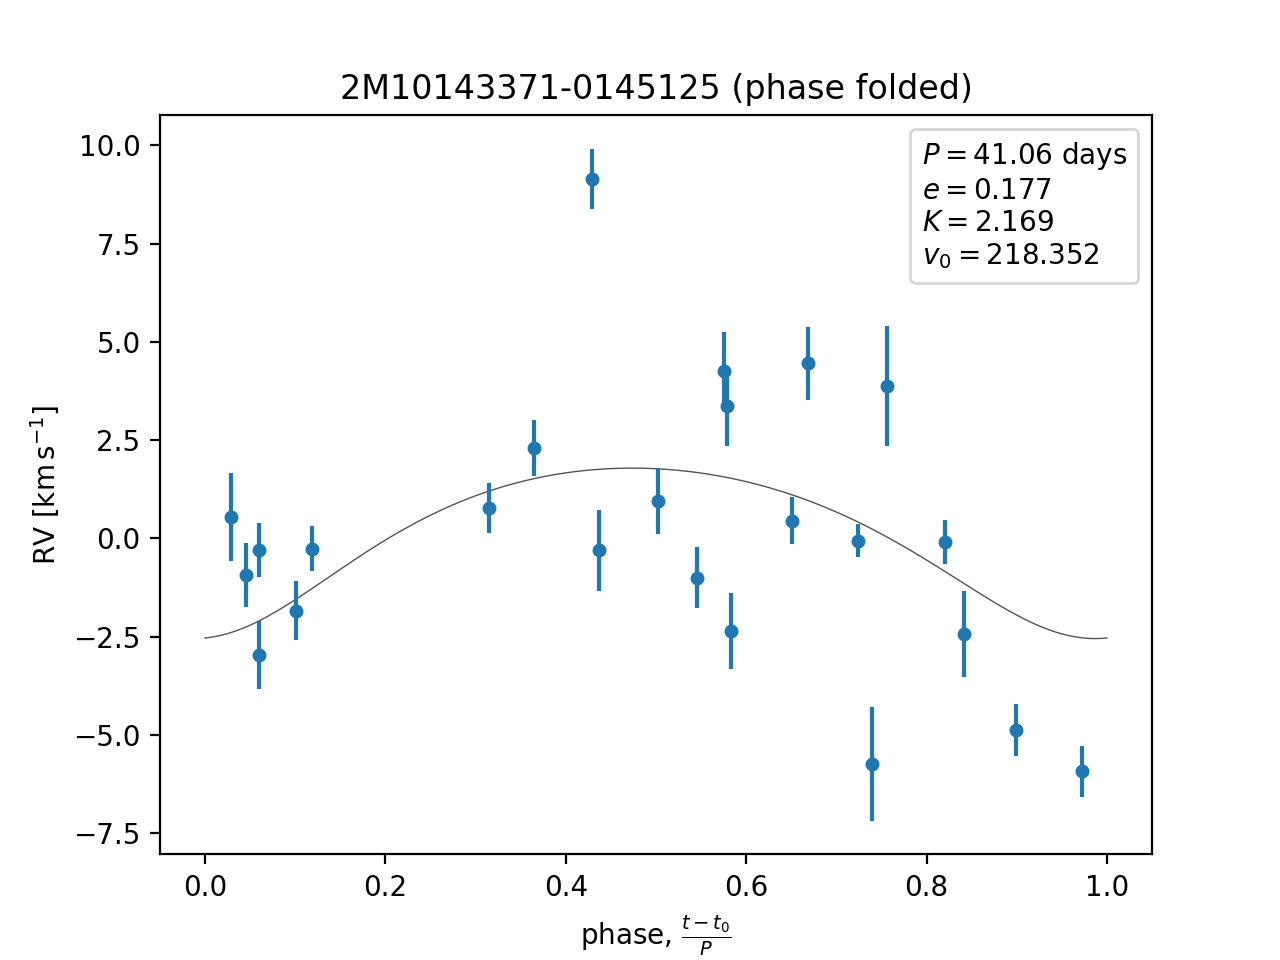 2M10143371-0145125 (phase folded)
P = 41.06 days
e = 0.177
K = 2.169
v₀ = 218.352
10.0
7.5
5.0
2.5
0.0
−2.5
−5.0
−7.5
RV [km s⁻¹]
0.0 0.2 0.4 0.6 0.8 1.0
phase, (t − t₀)/P